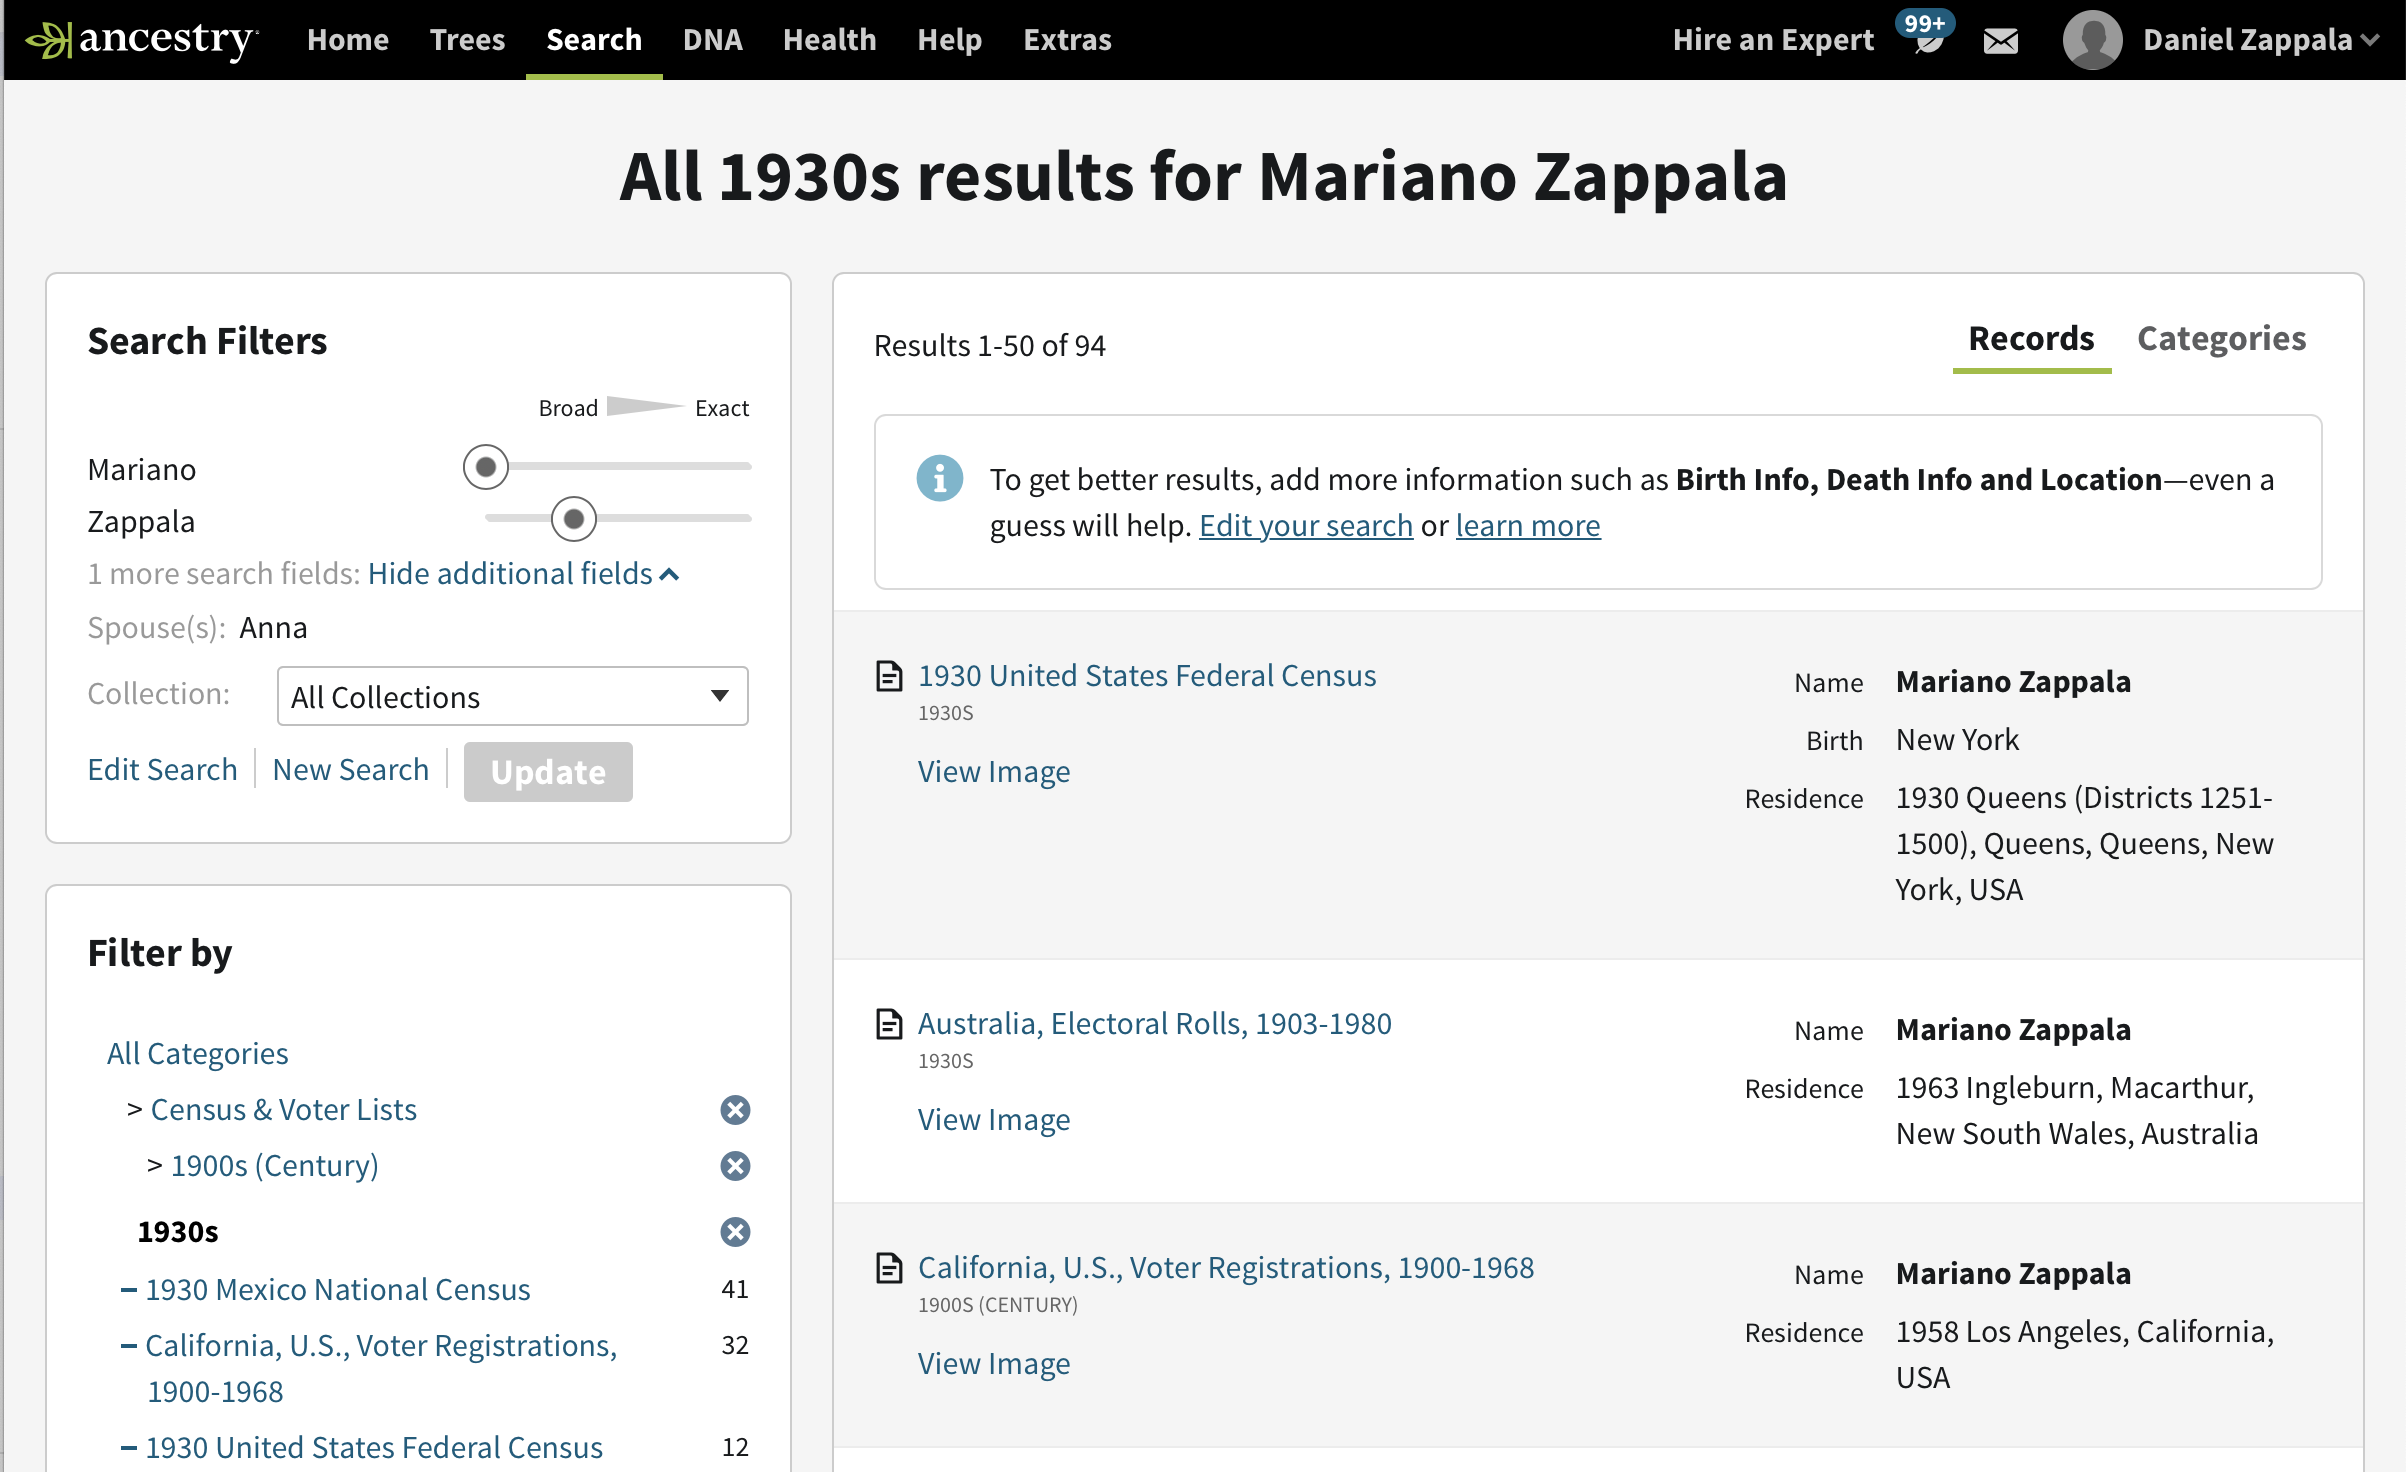 ancestry
Home Trees Search DNA Health Help Extras
Hire an Expert 99+ Daniel Zappala
All 1930s results for Mariano Zappala
Search Filters
Broad Exact
Mariano
Zappala
1 more search fields: Hide additional fields
Spouse(s): Anna
Collection: All Collections
Edit Search New Search Update
Filter by
All Categories
> Census & Voter Lists
> 1900s (Century)
1930s
1930 Mexico National Census 41
California, U.S., Voter Registrations, 32
1900-1968
1930 United States Federal Census 12
Results 1-50 of 94
Records Categories
To get better results, add more information such as Birth Info, Death Info and Location—even a
guess will help. Edit your search or learn more
1930 United States Federal Census
1930S
View Image
Name Mariano Zappala
Birth New York
Residence 1930 Queens (Districts 1251-
1500), Queens, Queens, New
York, USA
Australia, Electoral Rolls, 1903-1980
1930S
View Image
Name Mariano Zappala
Residence 1963 Ingleburn, Macarthur,
New South Wales, Australia
California, U.S., Voter Registrations, 1900-1968
1900S (CENTURY)
View Image
Name Mariano Zappala
Residence 1958 Los Angeles, California,
USA